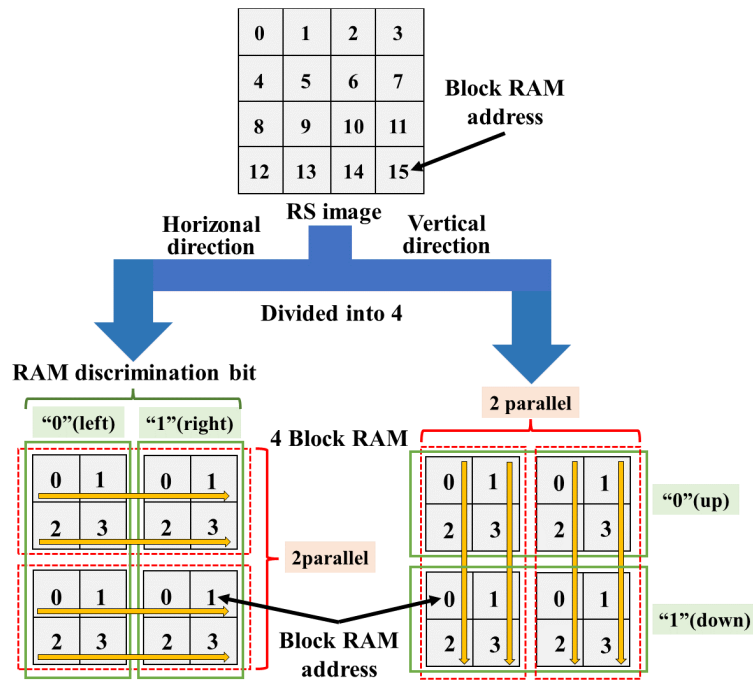 0 1 2 3
4 5 6 7
8 9 10 11
12 13 14 15
Block RAM
address
RS image
Horizonal
direction
Vertical
direction
Divided into 4
RAM discrimination bit
"0"(left) "1"(right)
0 1 0 1
2 3 2 3
0 1 0 1
2 3 2 3
2parallel
4 Block RAM
2 parallel
0 1 0 1
2 3 2 3
0 1 0 1
2 3 2 3
"0"(up)
"1"(down)
Block RAM
address